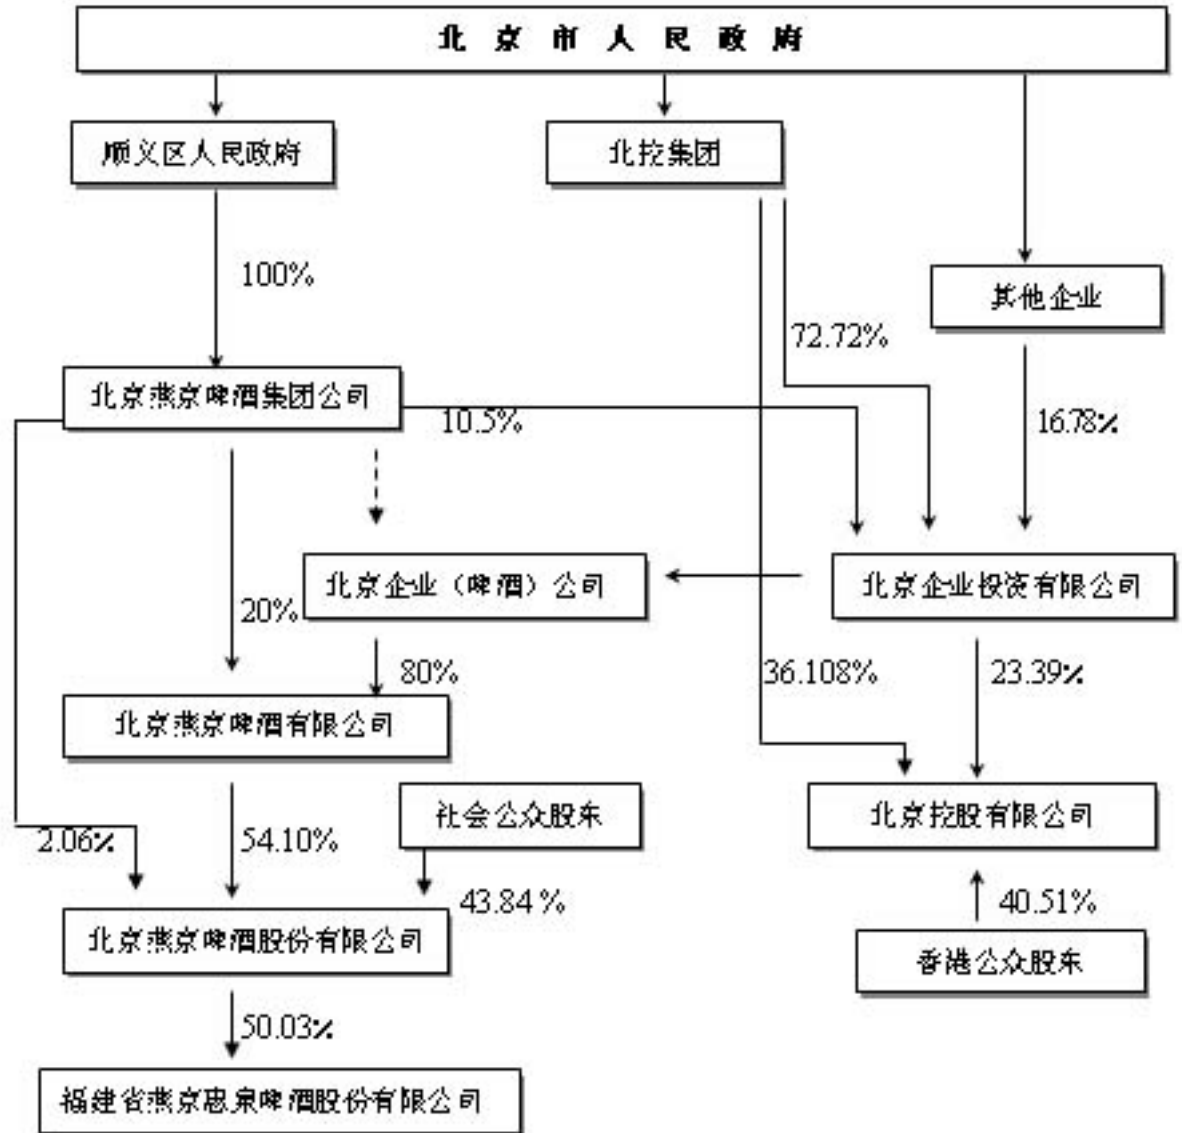 北京市人民政府
顺义区人民政府
北控集团
100%
其他企业
72.72%
北京燕京啤酒集团公司
10.5%
16.78%
北京企业（啤酒）公司
北京企业投资有限公司
20%
80%
36.108%
23.39%
北京燕京啤酒有限公司
社会公众股东
北京控股有限公司
2.06%
54.10%
43.84%
40.51%
北京燕京啤酒股份有限公司
香港公众股东
50.03%
福建省燕京惠泉啤酒股份有限公司